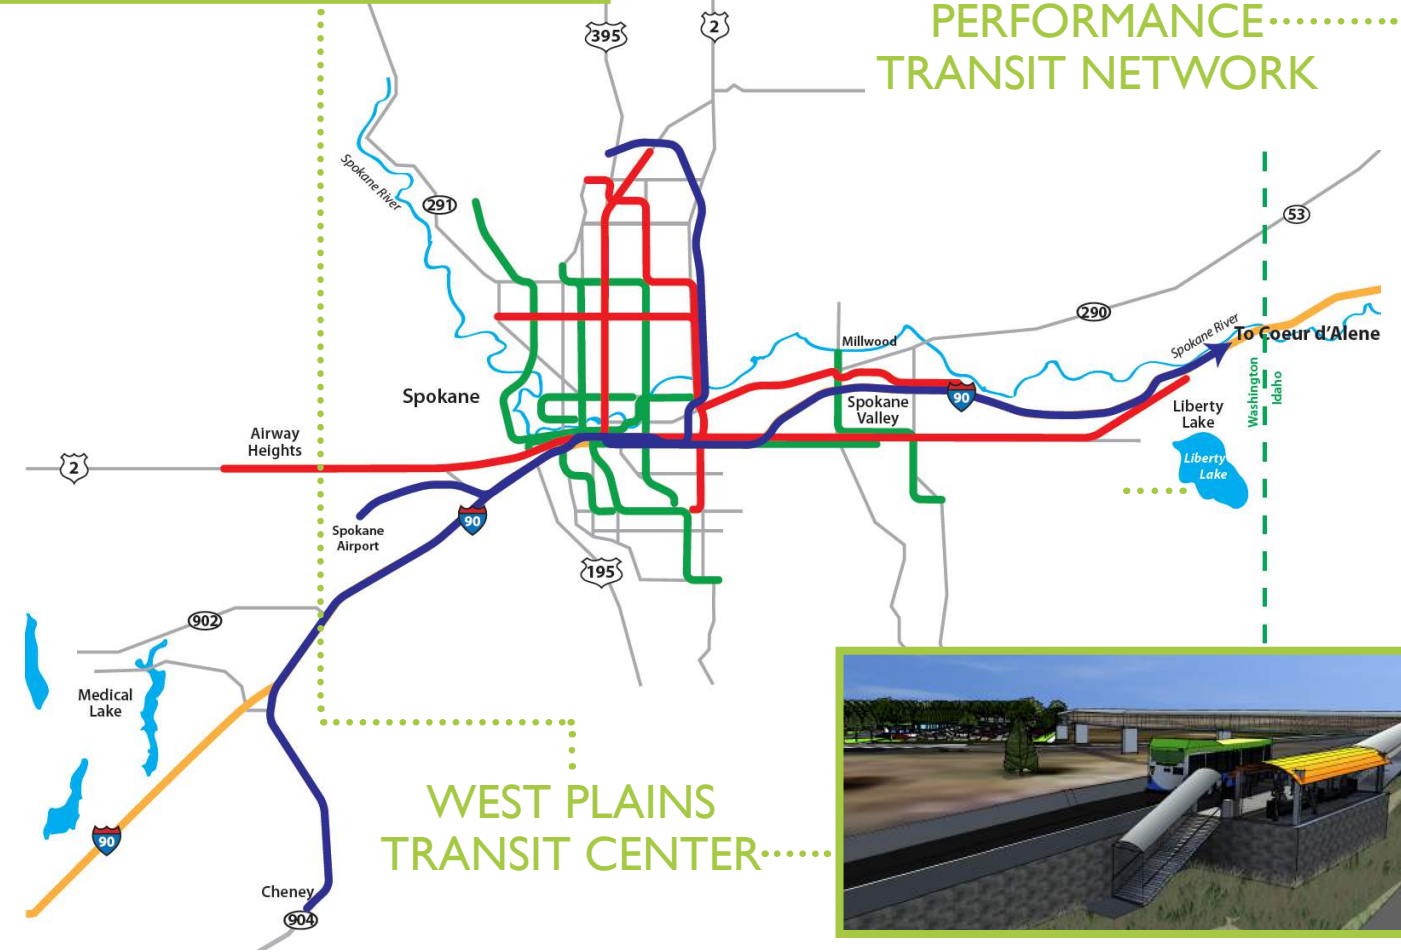 PERFORMANCE
TRANSIT NETWORK
395
2
Spokane River
291
53
290
Spokane River
To Coeur d’Alene
Millwood
Washington
Idaho
Spokane
90
Spokane
Valley
Liberty
Lake
Airway
Heights
2
Liberty
Lake
90
Spokane
Airport
195
902
Medical
Lake
WEST PLAINS
TRANSIT CENTER
90
Cheney
904